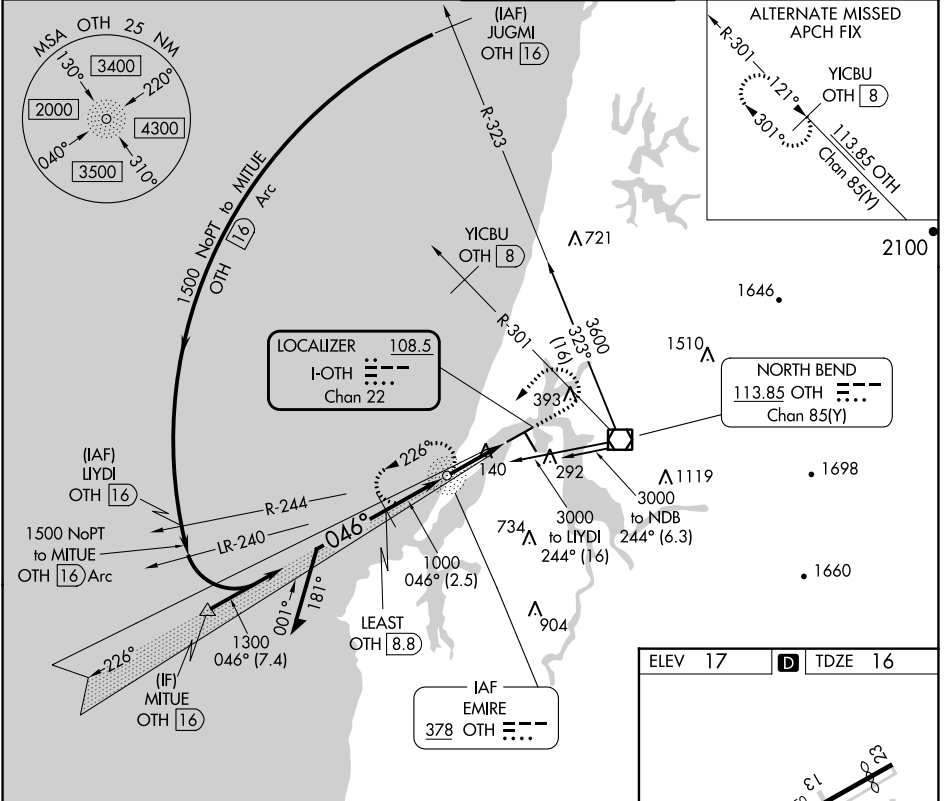 MSA OTH 25 NM
130°
3400
220°
2000
4300
040°
3500
310°
(IAF)
JUGMI
OTH 16
R-323
1500 NoPT to MITUE
OTH 16 Arc
ALTERNATE MISSED
APCH FIX
R-301
121°
301°
YICBU
OTH 8
113.85 OTH
Chan 85(Y)
2100
721
YICBU
OTH 8
R-301
1646
1510
3600
323°
(16)
LOCALIZER 108.5
I-OTH
Chan 22
393
NORTH BEND
113.85 OTH
Chan 85(Y)
(IAF)
LIYDI
OTH 16
226°
140
292
1119
1698
R-244
LR-240
046°
1500 NoPT
to MITUE
OTH 16 Arc
734
3000
to LIYDI
244° (16)
3000
to NDB
244° (6.3)
1000
046° (2.5)
001°
181°
LEAST
OTH 8.8
904
1660
1300
046° (7.4)
226°
(IF)
MITUE
OTH 16
IAF
EMIRE
378 OTH
ELEV 17
D
TDZE 16
23
13